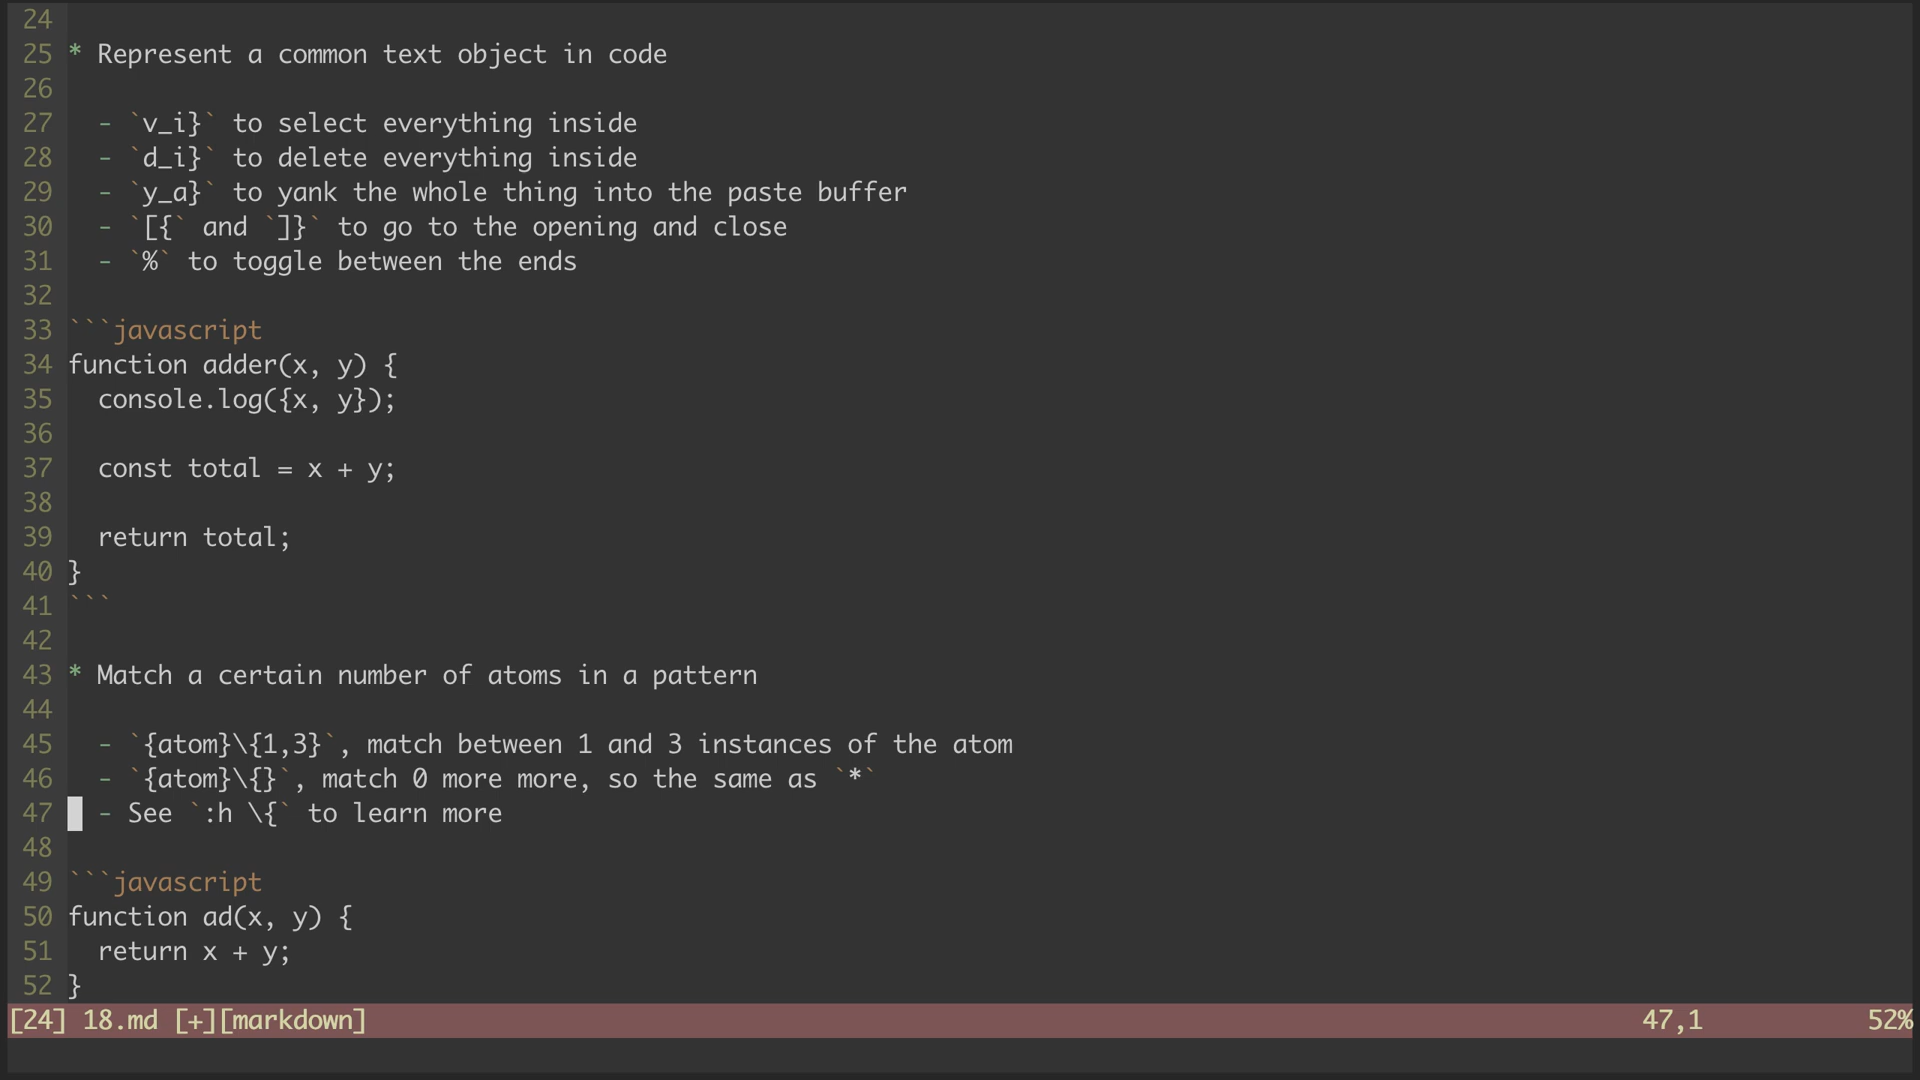 24
25 * Represent a common text object in code
26
27   - `v_i}` to select everything inside
28   - `d_i}` to delete everything inside
29   - `y_a}` to yank the whole thing into the paste buffer
30   - `[{` and `]}` to go to the opening and close
31   - `%` to toggle between the ends
32
33 ```javascript
34 function adder(x, y) {
35   console.log({x, y});
36
37   const total = x + y;
38
39   return total;
40 }
41 ```
42
43 * Match a certain number of atoms in a pattern
44
45   - `{atom}\{1,3}`, match between 1 and 3 instances of the atom
46   - `{atom}\{}`, match 0 more more, so the same as `*`
47   - See `:h \{` to learn more
48
49 ```javascript
50 function ad(x, y) {
51   return x + y;
52 }
[24] 18.md [+][markdown] 47,1 52%